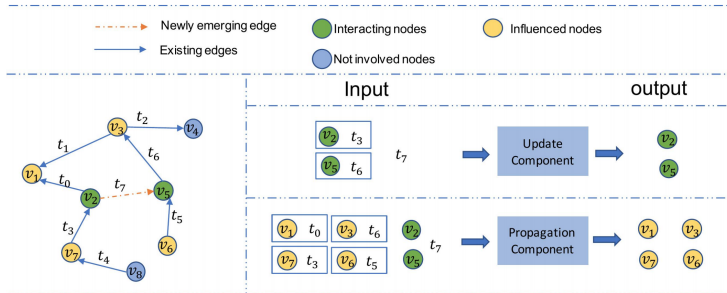 Newly emerging edge
Interacting nodes
Influenced nodes
Existing edges
Not involved nodes
Input
output
t₂
v₃
v₄
t₁
t₆
v₁
t₀
t₇
v₂
v₅
t₃
t₅
v₇
t₄
v₆
v₈
v₂ t₃
v₅ t₆
t₇
Update
Component
v₂
v₅
v₁ t₀ v₃ t₆ v₂
v₇ t₃ v₆ t₅ v₅
t₇
Propagation
Component
v₁ v₃
v₇ v₆